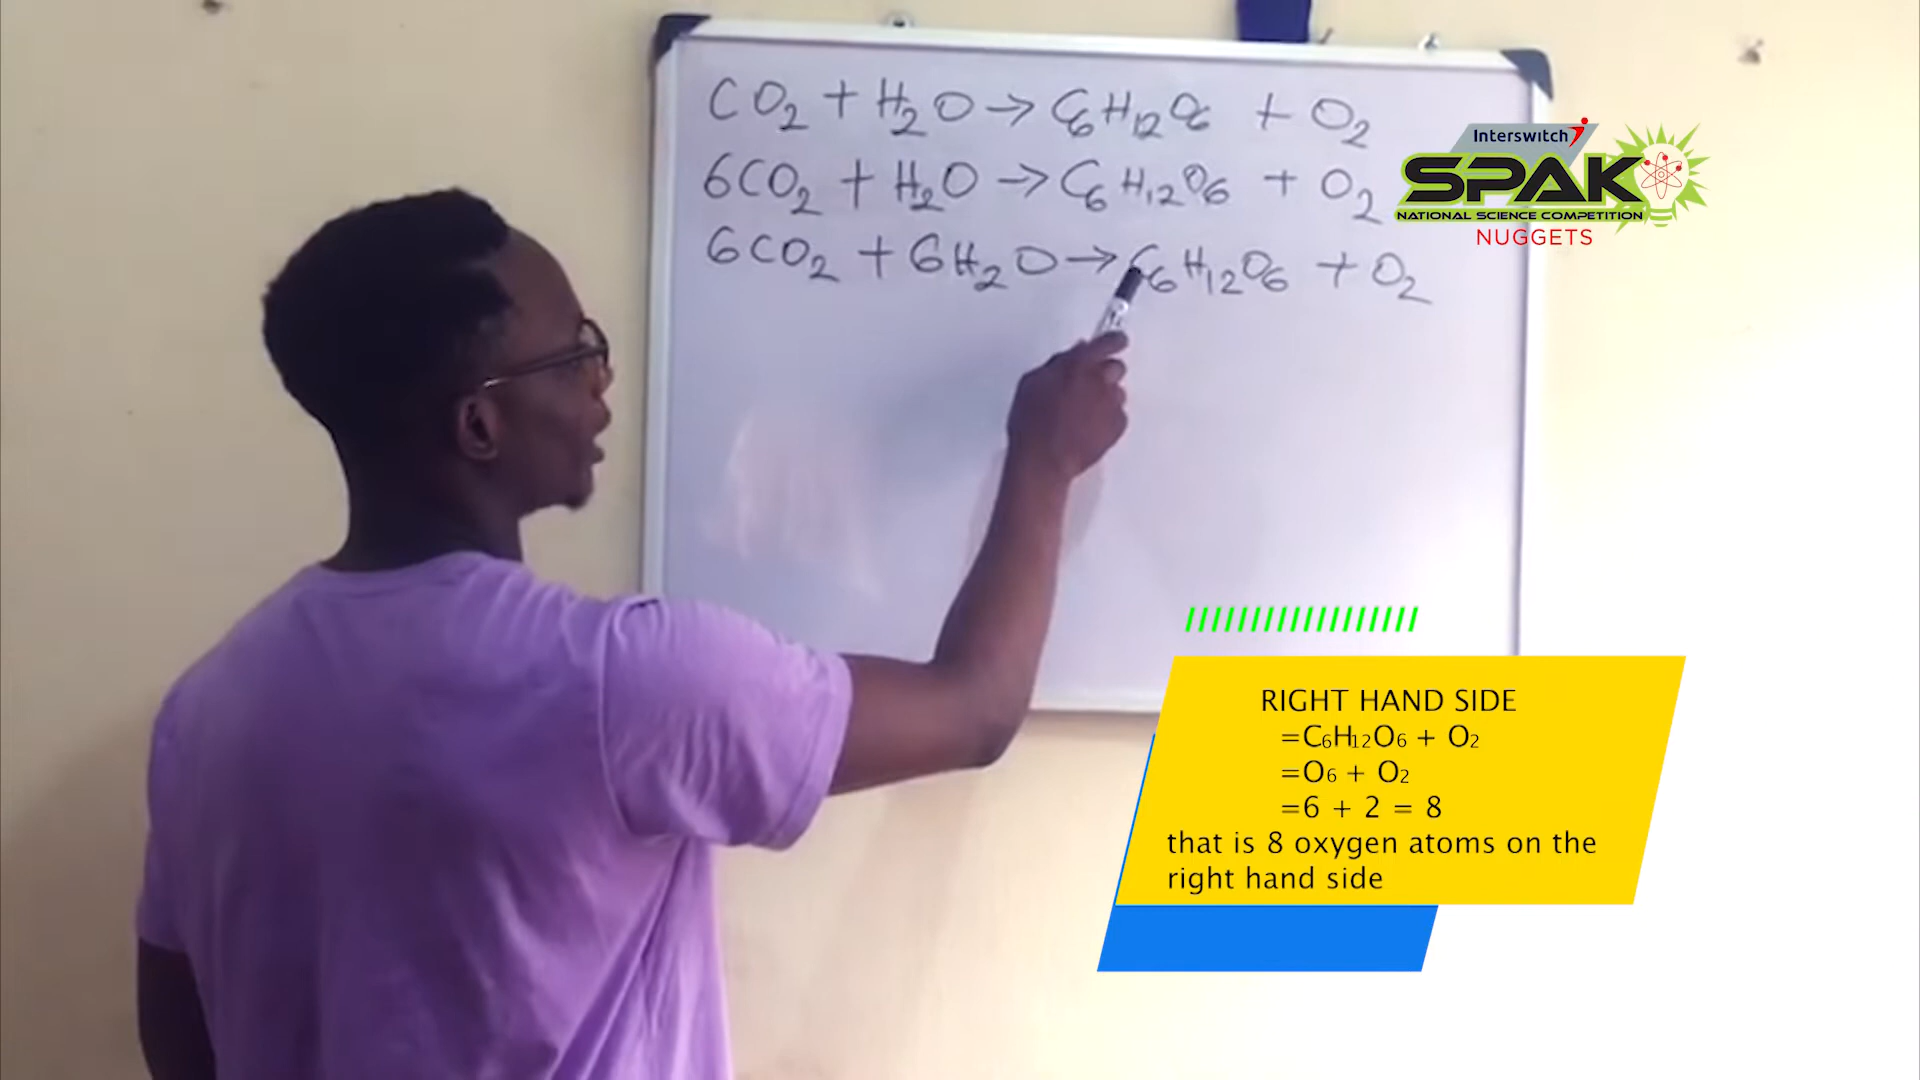 CO₂ + H₂O → C₆H₁₂O₆ + O₂
6CO₂ + H₂O → C₆H₁₂O₆ + O₂
6CO₂ + 6H₂O → C₆H₁₂O₆ + O₂
Interswitch
SPAK
NATIONAL SCIENCE COMPETITION
NUGGETS
RIGHT HAND SIDE
=C₆H₁₂O₆ + O₂
=O₆ + O₂
=6 + 2 = 8
that is 8 oxygen atoms on the
right hand side